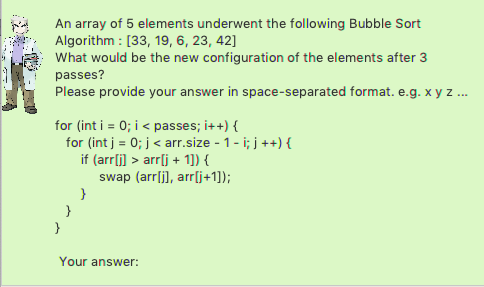 An array of 5 elements underwent the following Bubble Sort
Algorithm : [33, 19, 6, 23, 42]
What would be the new configuration of the elements after 3
passes?
Please provide your answer in space-separated format. e.g. x y z ...
for (int i = 0; i < passes; i++) {
for (int j = 0; j < arr.size - 1 - i; j ++) {
if (arr[j] > arr[j + 1]) {
swap (arr[j], arr[j+1]);
}
}
}
Your answer: